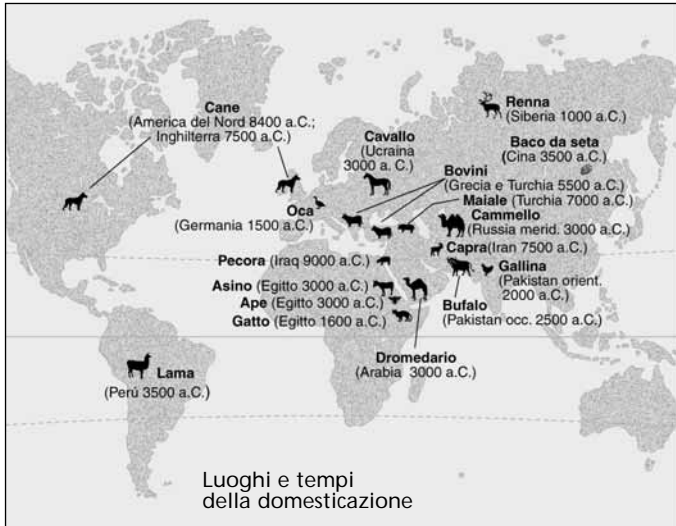 Cane
(America del Nord 8400 a.C.;
Inghilterra 7500 a.C.)
Renna
(Siberia 1000 a.C.)
Cavallo
(Ucraina
3000 a. C.)
Baco da seta
(Cina 3500 a.C.)
Bovini
(Grecia e Turchia 5500 a.C.)
Maiale (Turchia 7000 a.C.)
Oca
(Germania 1500 a.C.)
Cammello
(Russia merid. 3000 a.C.)
Capra(Iran 7500 a.C.)
Pecora (Iraq 9000 a.C.)
Gallina
(Pakistan orient.
2000 a.C.)
Asino (Egitto 3000 a.C.)
Ape (Egitto 3000 a.C.)
Gatto (Egitto 1600 a.C.)
Bufalo
(Pakistan occ. 2500 a.C.)
Dromedario
(Arabia 3000 a.C.)
Lama
(Perú 3500 a.C.)
Luoghi e tempi
della domesticazione